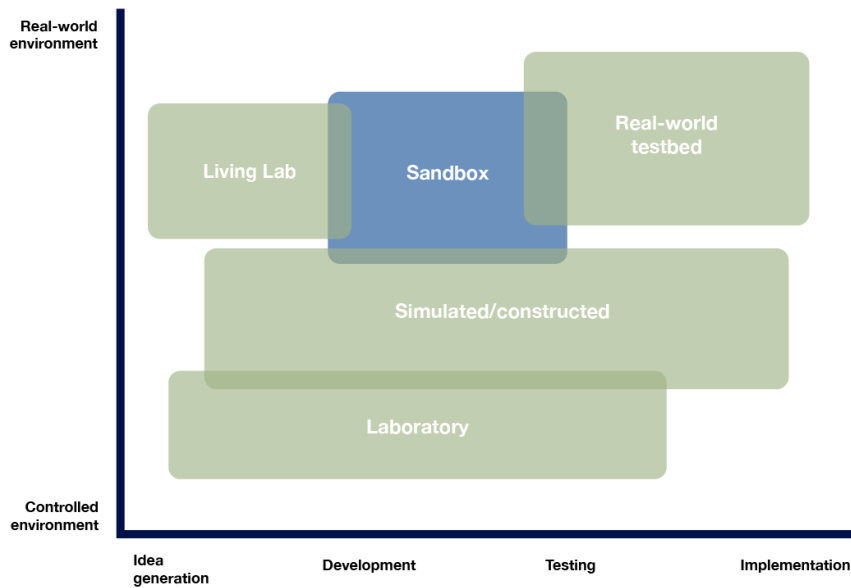 Real-world
environment
Living Lab
Sandbox
Real-world
testbed
Simulated/constructed
Laboratory
Controlled
environment
Idea
generation
Development
Testing
Implementation